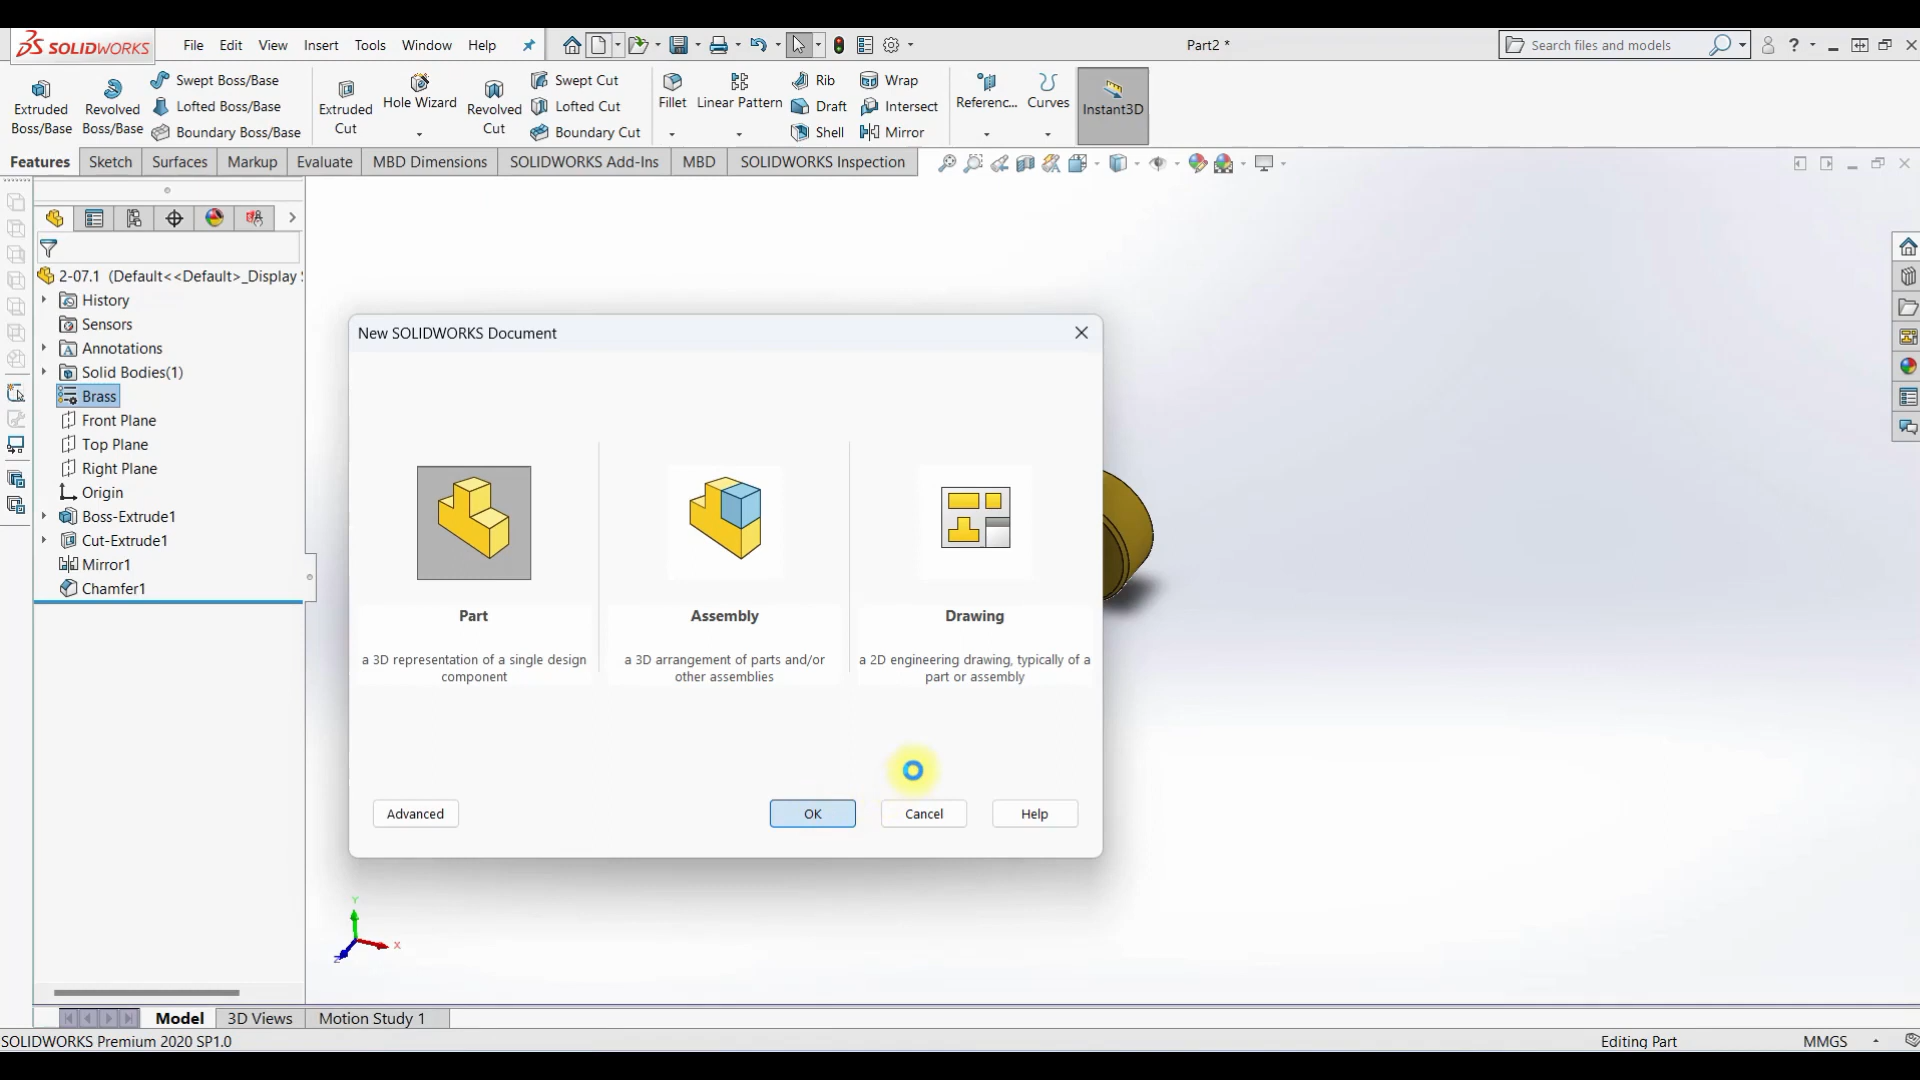 SOLIDWORKS
File Edit View Insert Tools Window Help
Part2 *
Search files and models
Extruded Boss/Base
Revolved Boss/Base
Swept Boss/Base
Lofted Boss/Base
Boundary Boss/Base
Extruded Cut
Hole Wizard
Revolved Cut
Swept Cut
Lofted Cut
Boundary Cut
Fillet
Linear Pattern
Rib
Draft
Shell
Wrap
Intersect
Mirror
Referenc...
Curves
Instant3D
Features Sketch Surfaces Markup Evaluate MBD Dimensions SOLIDWORKS Add-Ins MBD SOLIDWORKS Inspection
2-07.1 (Default<<Default>_Display
History
Sensors
Annotations
Solid Bodies(1)
Brass
Front Plane
Top Plane
Right Plane
Origin
Boss-Extrude1
Cut-Extrude1
Mirror1
Chamfer1
New SOLIDWORKS Document
Part
a 3D representation of a single design
component
Assembly
a 3D arrangement of parts and/or
other assemblies
Drawing
a 2D engineering drawing, typically of a
part or assembly
Advanced
OK
Cancel
Help
Y
X
Z
Model 3D Views Motion Study 1
SOLIDWORKS Premium 2020 SP1.0
Editing Part
MMGS